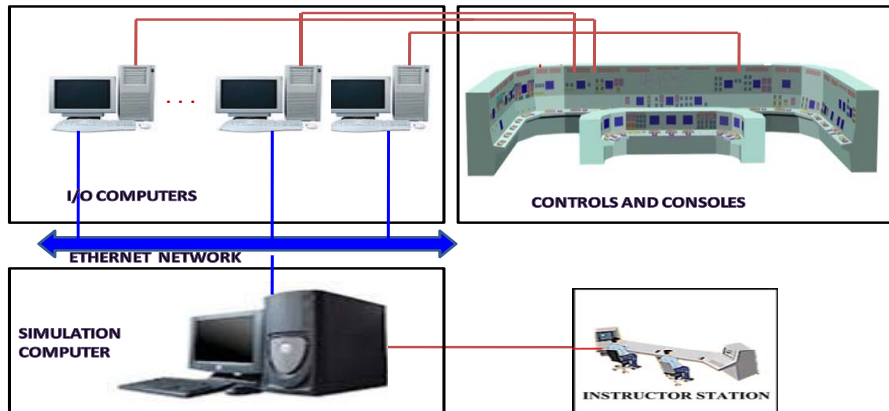 I/O COMPUTERS
CONTROLS AND CONSOLES
ETHERNET NETWORK
SIMULATION
COMPUTER
INSTRUCTOR STATION